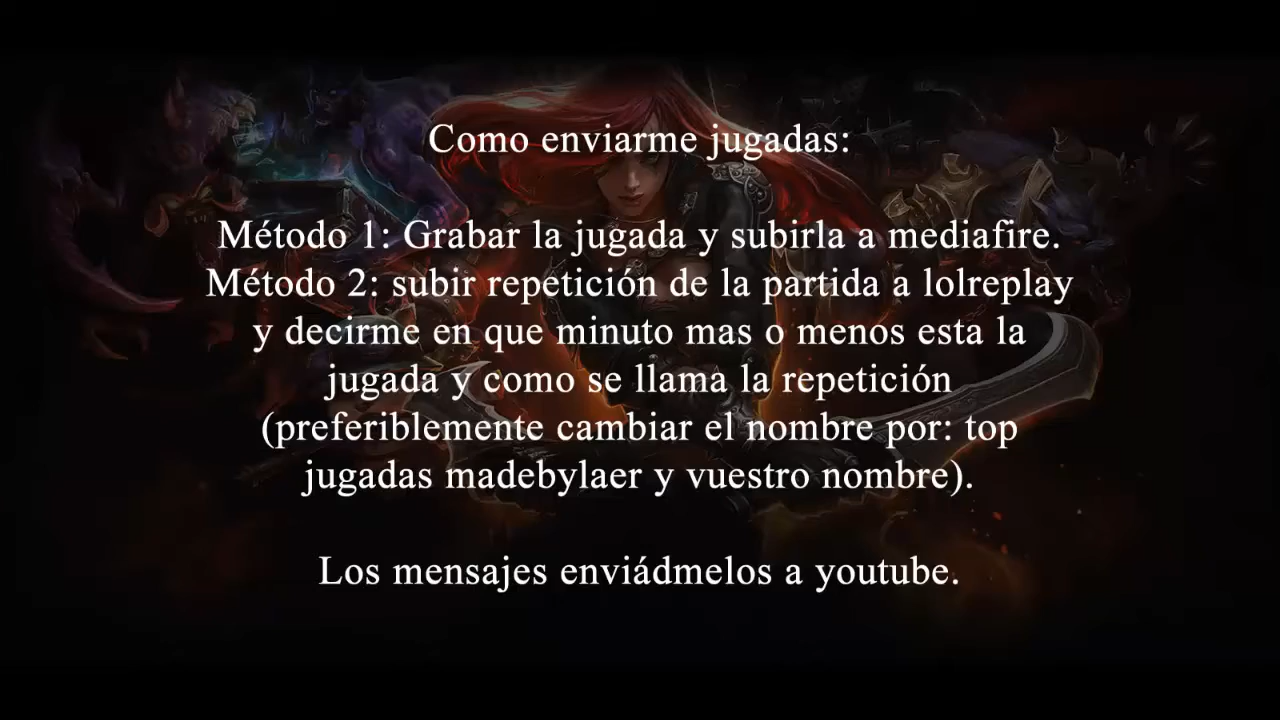 Como enviarme jugadas:
Método 1: Grabar la jugada y subirla a mediafire.
Método 2: subir repetición de la partida a lolreplay
y decirme en que minuto mas o menos esta la
jugada y como se llama la repetición
(preferiblemente cambiar el nombre por: top
jugadas madebylaer y vuestro nombre).
Los mensajes enviádmelos a youtube.